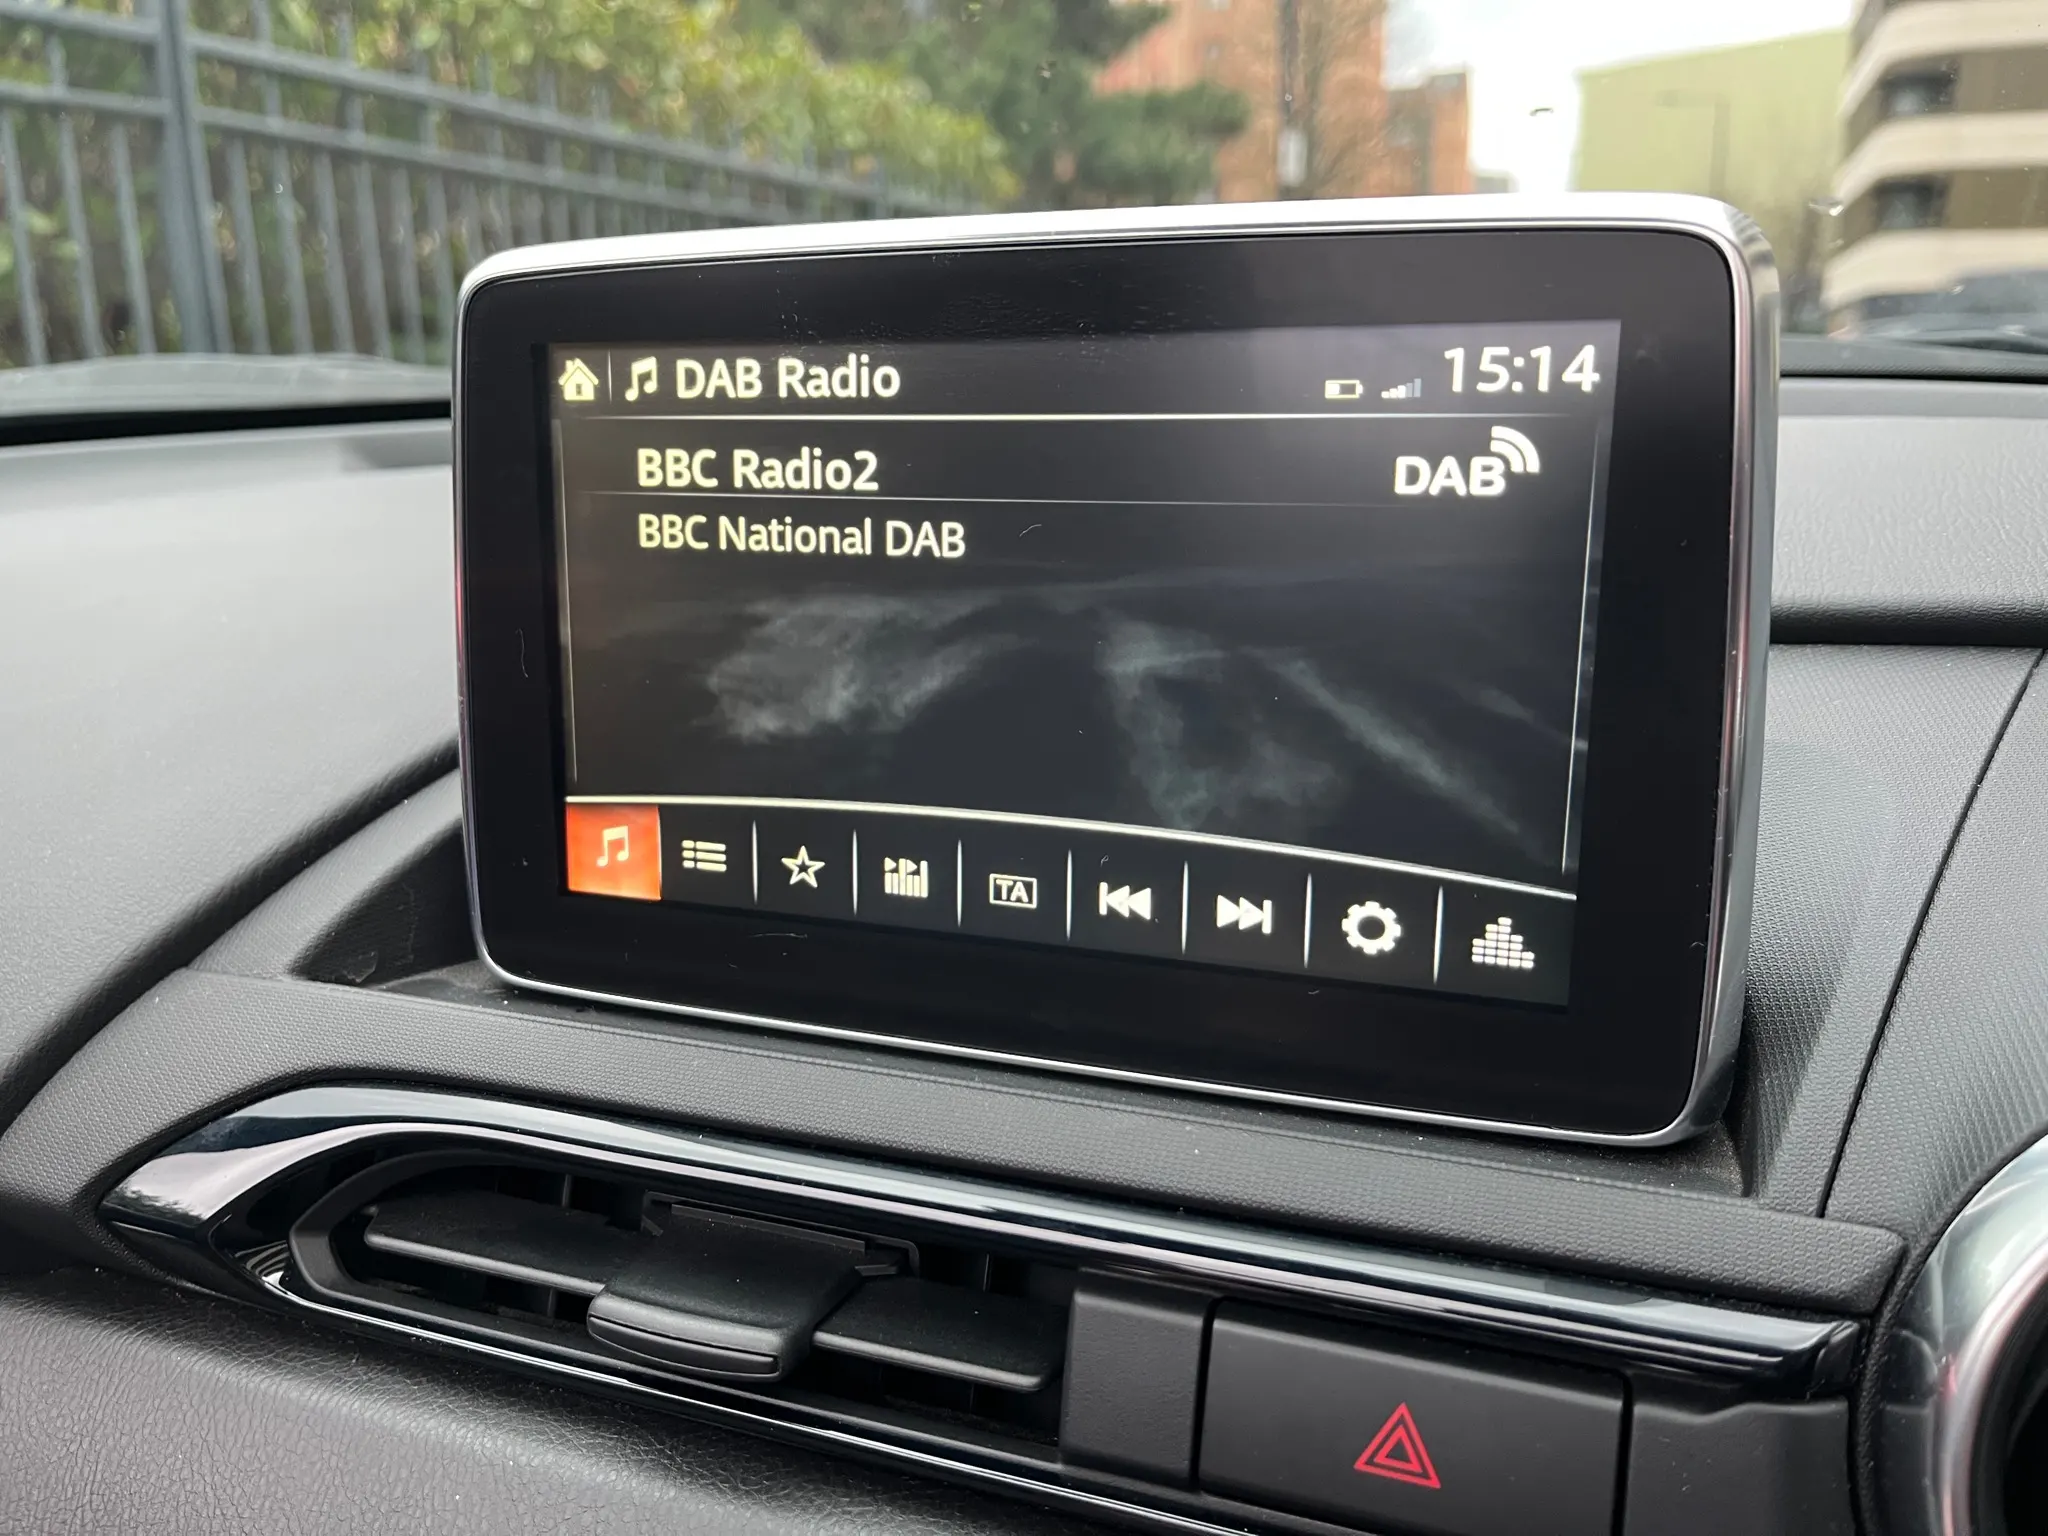 DAB Radio 15:14
BBC Radio2 DAB
BBC National DAB
TA